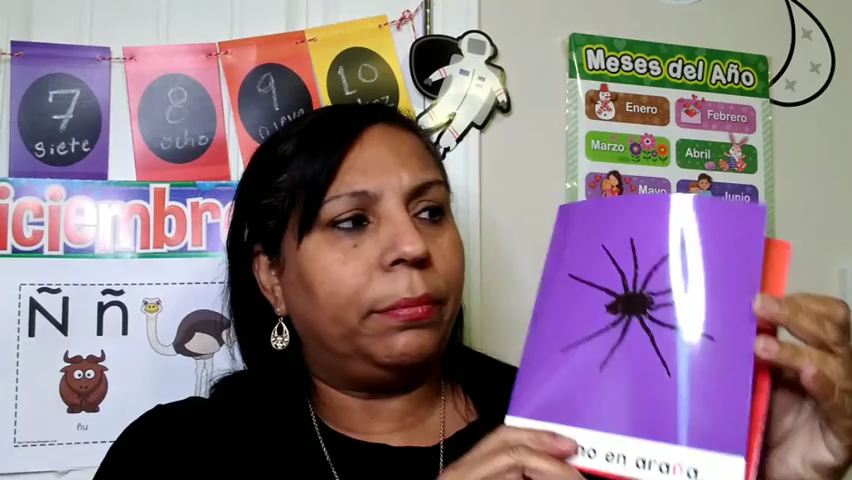 7
siete
8
ocho
9
nueve
10
Meses del Año
Enero
Febrero
Marzo
Abril
Mayo
Junio
iciembre
Ñ ñ
ñu
no en araña